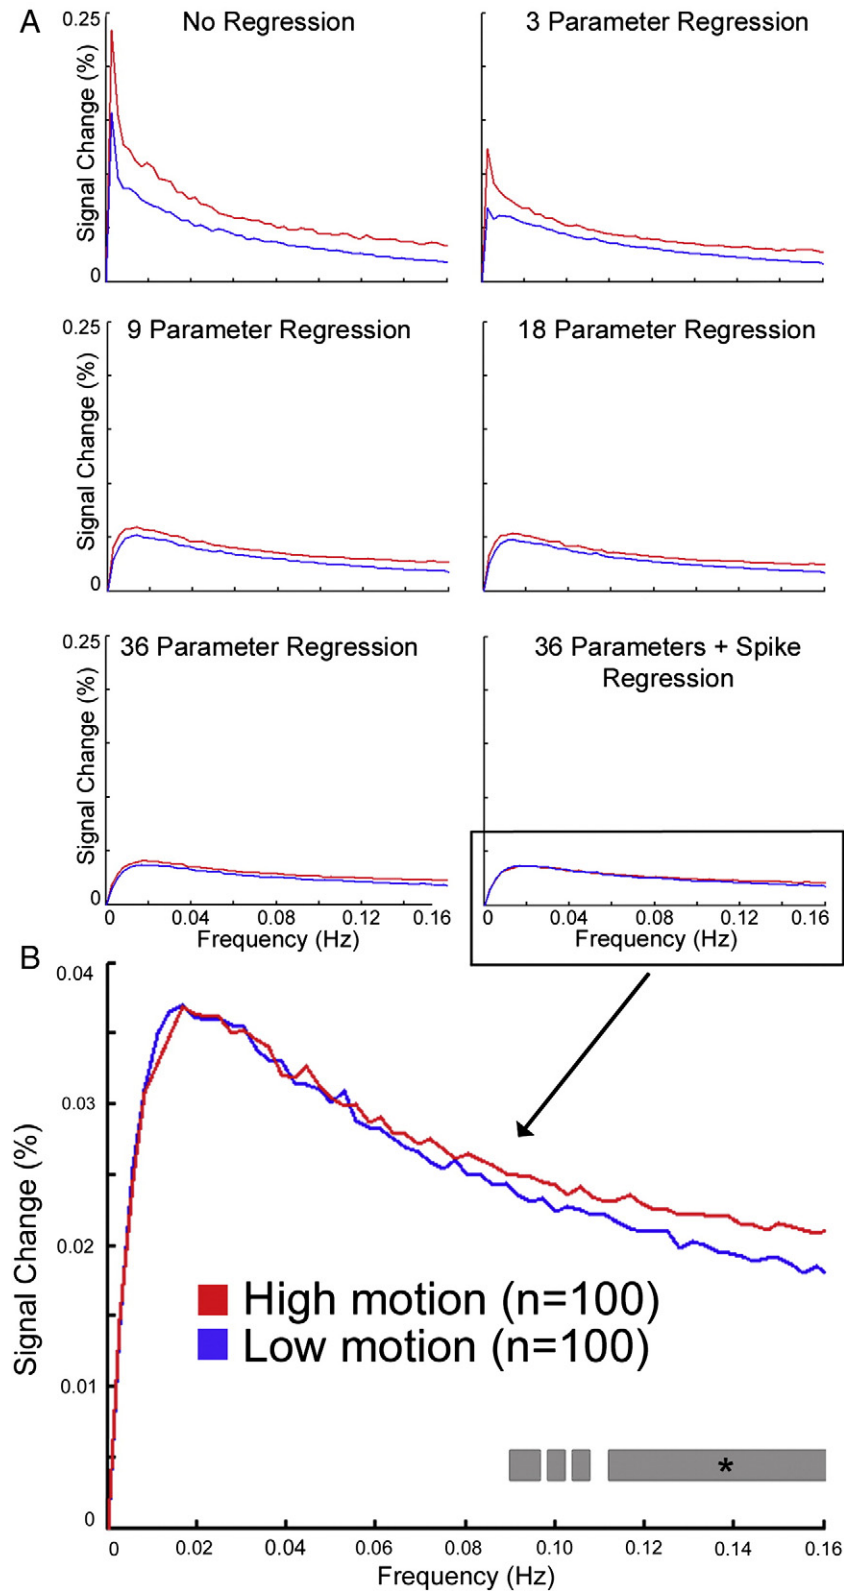 A
No Regression
3 Parameter Regression
0.25
Signal Change (%)
0
9 Parameter Regression
18 Parameter Regression
0.25
Signal Change (%)
0
36 Parameter Regression
36 Parameters + Spike
Regression
0.25
Signal Change (%)
0
0 0.04 0.08 0.12 0.16
Frequency (Hz)
0 0.04 0.08 0.12 0.16
Frequency (Hz)
B
0.04
0.03
0.02
0.01
0
Signal Change (%)
High motion (n=100)
Low motion (n=100)
*
0 0.02 0.04 0.06 0.08 0.10 0.12 0.14 0.16
Frequency (Hz)